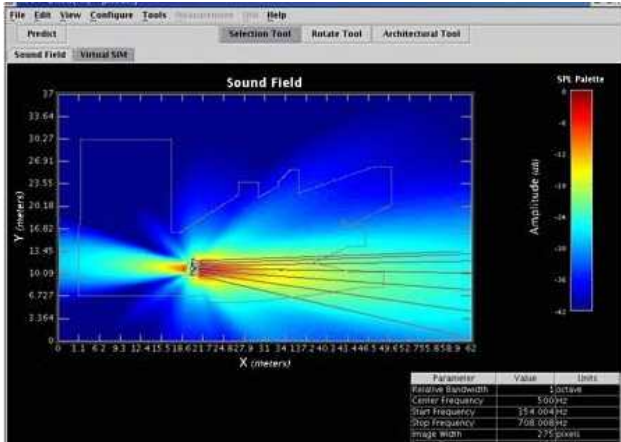 File Edit View Configure Tools Help
Predict Selection Tool Rotate Tool Architectural Tool
Sound Field Virtual SIM
Sound Field
SPL Palette
37
33.64
30.27
26.91
23.55
20.18
16.82
13.45
10.09
6.727
3.364
0
Y (meters)
X (meters)
Amplitude (dB)
0
-6
-12
-18
-24
-30
-36
-42
Parameter Value Units
Relative Bandwidth 1 octave
Center Frequency 500 Hz
Start Frequency 354.004 Hz
Stop Frequency 708.008 Hz
Image Width 275 pixels